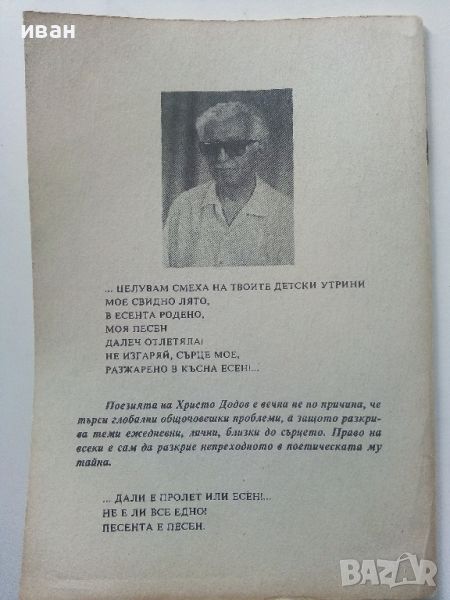 иван
... ЦЕЛУВАМ СМЕХА НА ТВОИТЕ ДЕТСКИ УТРИНИ
МОЕ СВИДНО ЛЯТО,
В ЕСЕНТА РОДЕНО,
МОЯ ПЕСЕН
ДАЛЕЧ ОТЛЕТЯЛА!
НЕ ИЗГАРЯЙ, СЪРЦЕ МОЕ,
РАЗЖАРЕНО В КЪСНА ЕСЕН!...
Поезията на Христо Додов е вечна не по причина, че
търси глобални общочовешки проблеми, а защото разкри-
ва теми ежедневни, лични, близки до сърцето. Право на
всеки е сам да разкрие непреходното в поетическата му
тайна.
... ДАЛИ Е ПРОЛЕТ ИЛИ ЕСЕН!...
НЕ Е ЛИ ВСЕ ЕДНО!
ПЕСЕНТА Е ПЕСЕН.
BAZAR.bg